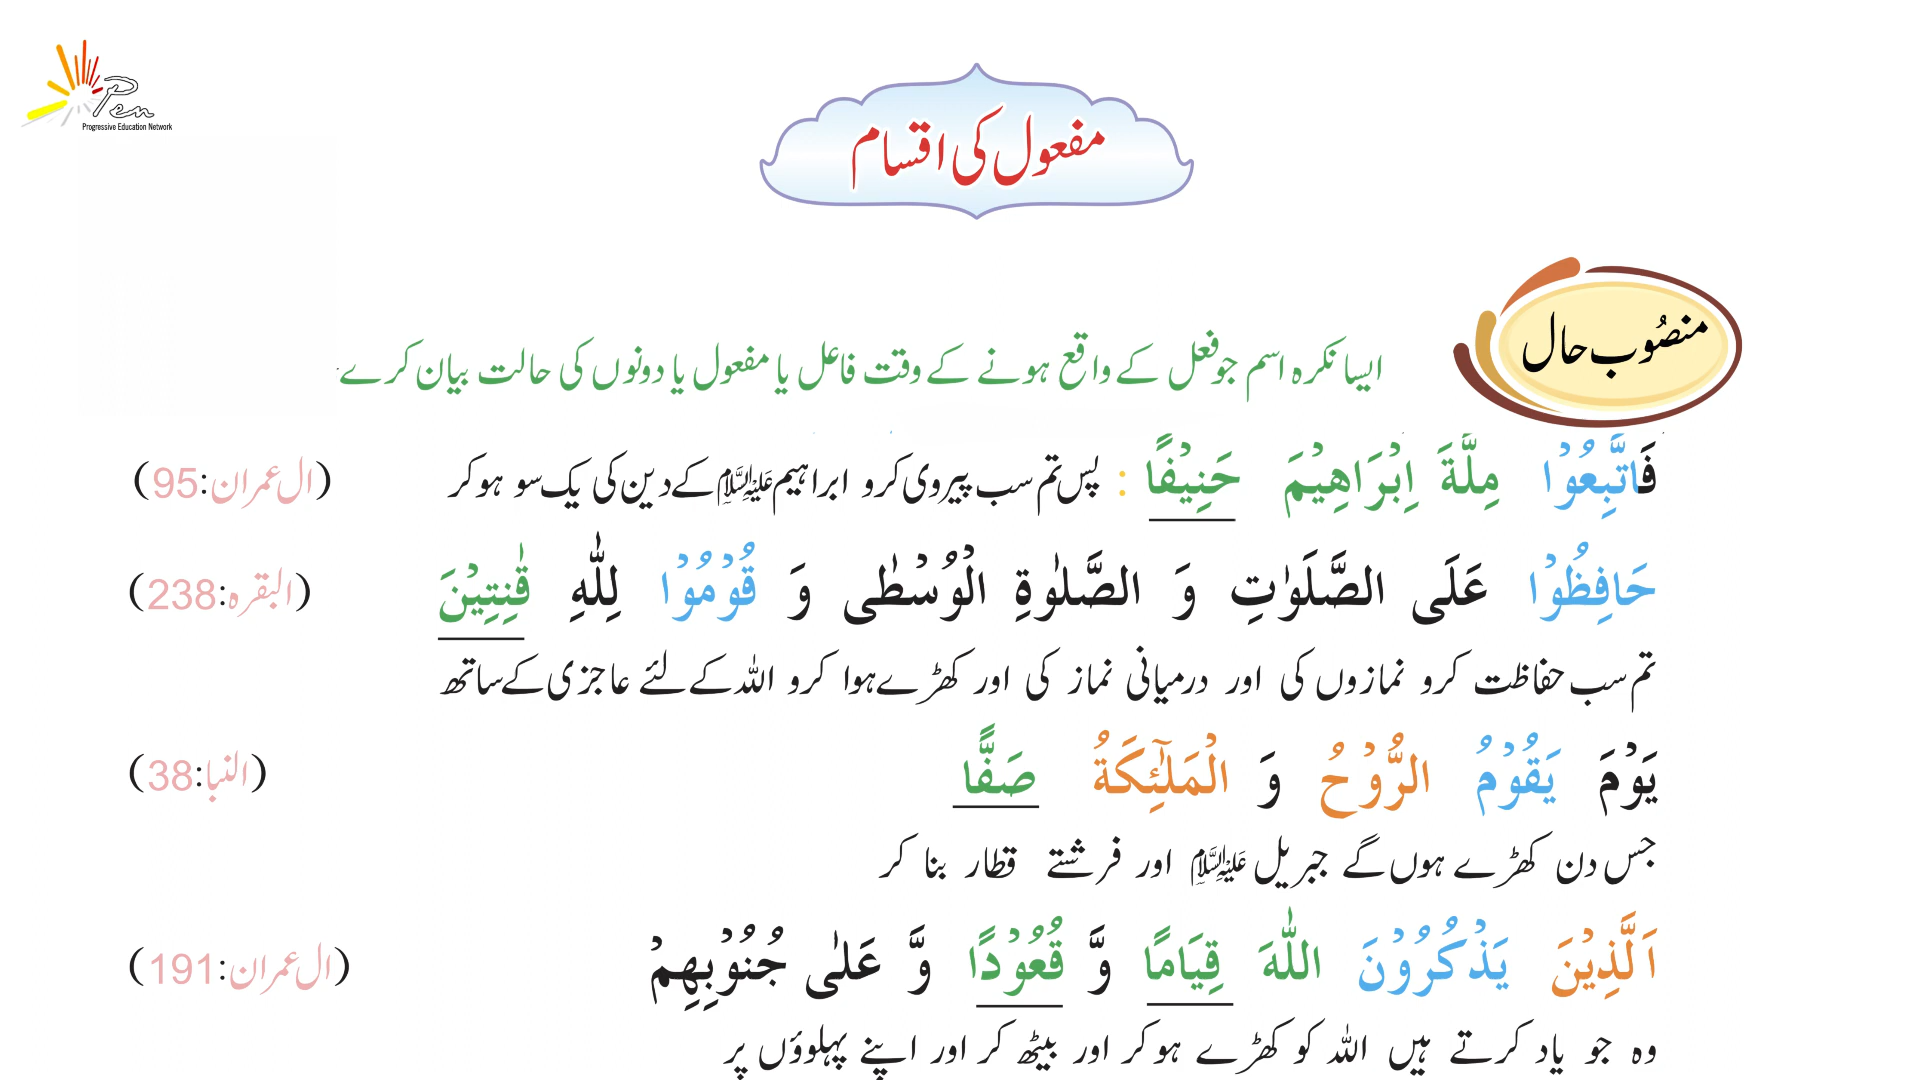 Pen
Progressive Education Network
مفعول کی اقسام
منصُوب حال
ایسا نکرہ اسم جو فعل کے واقع ہونے کے وقت فاعل یا مفعول یا دونوں کی حالت بیان کرے
فَاتَّبِعُوْا مِلَّةَ اِبْرَاهِيْمَ حَنِيْفًا : پس تم سب پیروی کرو ابراہیم علیہ السلام کے دین کی یک سو ہوکر (ال عمران:95)
حَافِظُوْا عَلَى الصَّلَوٰتِ وَ الصَّلٰوةِ الْوُسْطٰى وَ قُوْمُوْا لِلّٰهِ قٰنِتِيْنَ (البقرہ:238)
تم سب حفاظت کرو نمازوں کی اور درمیانی نماز کی اور کھڑے ہوا کرو اللہ کے لئے عاجزی کے ساتھ
يَوْمَ يَقُوْمُ الرُّوْحُ وَ الْمَلٰٓئِكَةُ صَفًّا (النبا:38)
جس دن کھڑے ہوں گے جبریل علیہ السلام اور فرشتے قطار بنا کر
اَلَّذِيْنَ يَذْكُرُوْنَ اللّٰهَ قِيَامًا وَّ قُعُوْدًا وَّ عَلٰى جُنُوْبِهِمْ (ال عمران:191)
وہ جو یاد کرتے ہیں اللہ کو کھڑے ہوکر اور بیٹھ کر اور اپنے پہلوؤں پر